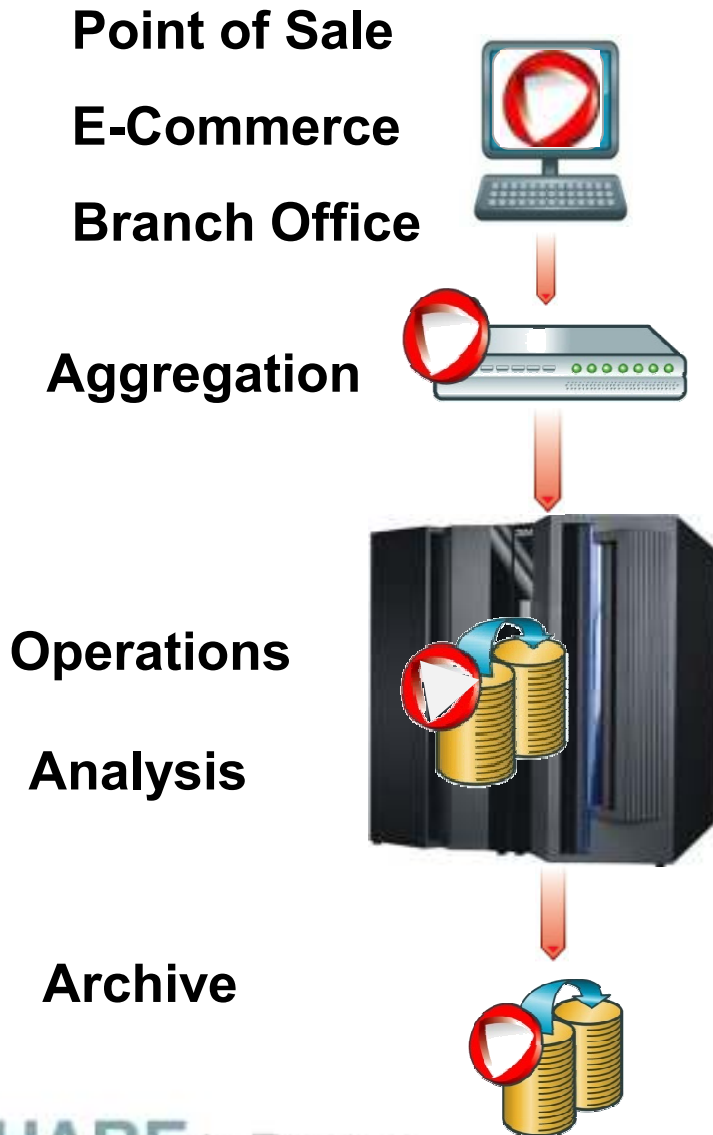 Point of Sale
E-Commerce
Branch Office
Aggregation
Operations
Analysis
Archive